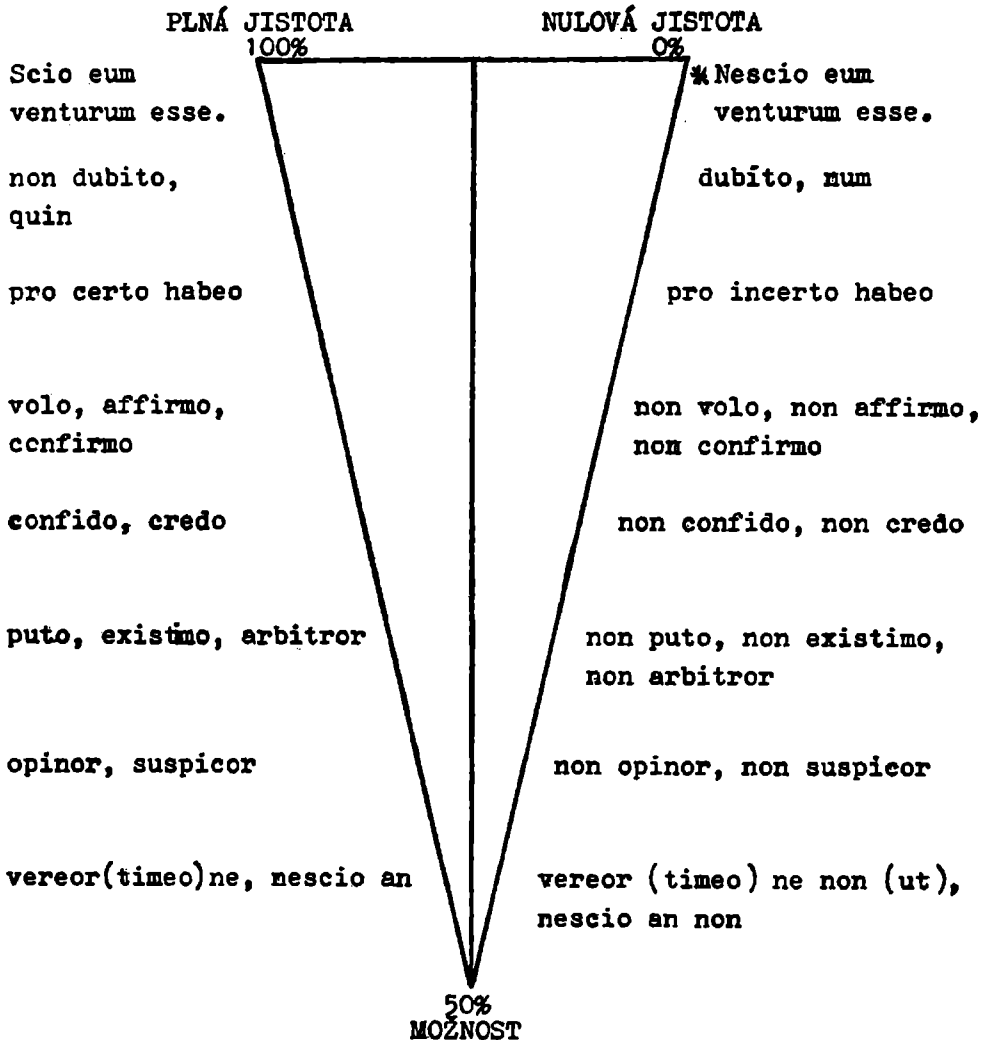 PLNÁ JISTOTA
100%
NULOVÁ JISTOTA
0%
Scio eum
venturum esse.
*Nescio eum
venturum esse.
non dubito,
quin
dubito, num
pro certo habeo
pro incerto habeo
volo, affirmo,
confirmo
non volo, non affirmo,
non confirmo
confido, credo
non confido, non credo
puto, existimo, arbitror
non puto, non existimo,
non arbitror
opinor, suspicor
non opinor, non suspicor
vereor(timeo)ne, nescio an
vereor (timeo) ne non (ut),
nescio an non
50%
MOŽNOST